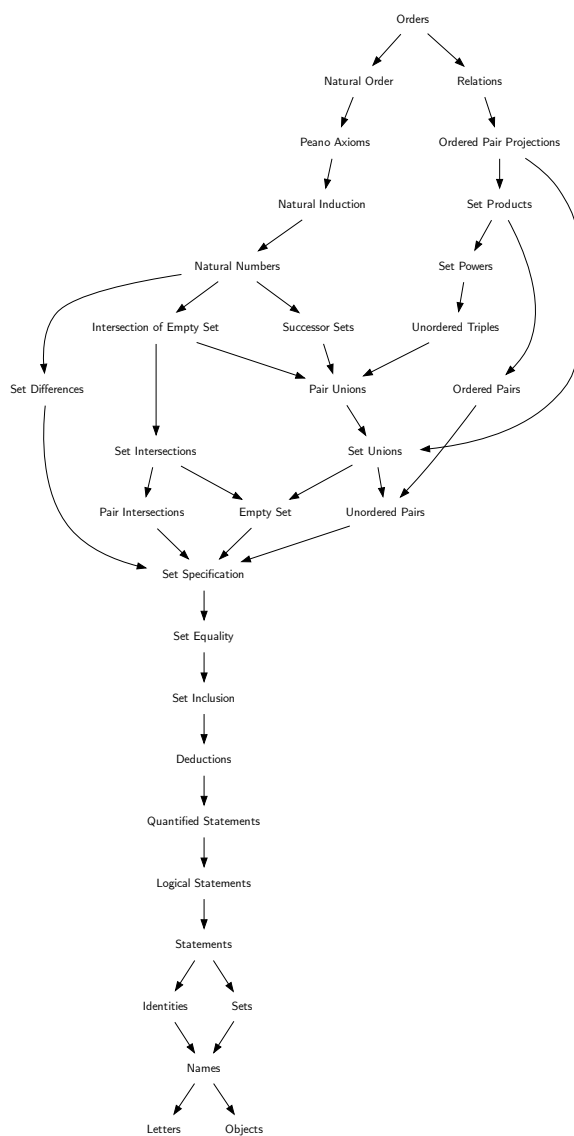 Orders
Natural Order Relations
Peano Axioms Ordered Pair Projections
Natural Induction Set Products
Natural Numbers Set Powers
Intersection of Empty Set Successor Sets Unordered Triples
Set Differences Pair Unions Ordered Pairs
Set Intersections Set Unions
Pair Intersections Empty Set Unordered Pairs
Set Specification
Set Equality
Set Inclusion
Deductions
Quantified Statements
Logical Statements
Statements
Identities Sets
Names
Letters Objects